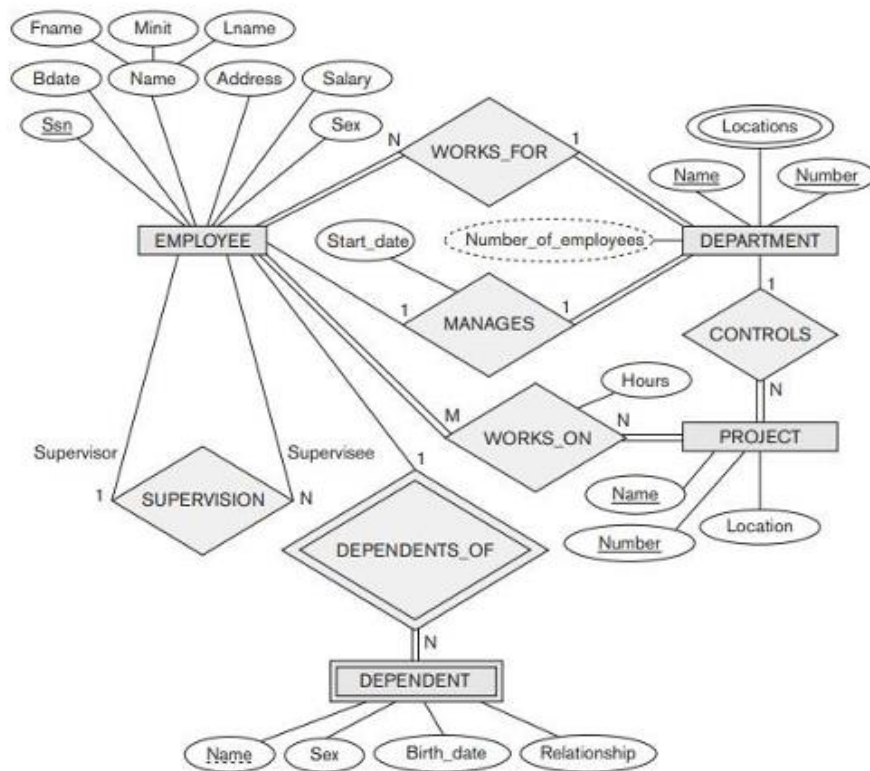 Fname Minit Lname
Bdate Name Address Salary
Ssn Sex
N WORKS_FOR 1
Locations
Name Number
EMPLOYEE Start_date Number_of_employees DEPARTMENT
1 MANAGES 1
1
CONTROLS
N
Hours
M WORKS_ON N PROJECT
Supervisor Supervisee
1 SUPERVISION N
1
Name
Number Location
DEPENDENTS_OF
N
DEPENDENT
Name Sex Birth_date Relationship